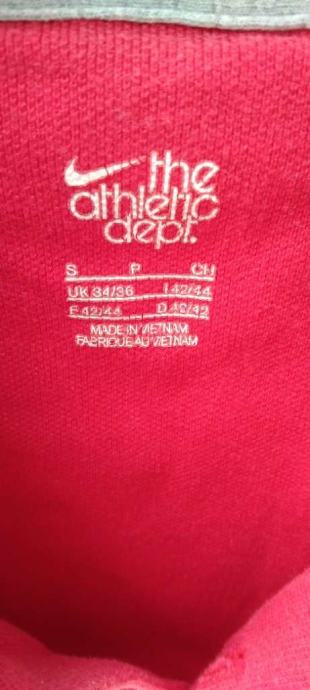 the
athletic
dept.
S P CH
UK 34/36 I 42/44
F 42/44 D 40/42
MADE IN VIETNAM
FABRIQUE AU VIETNAM